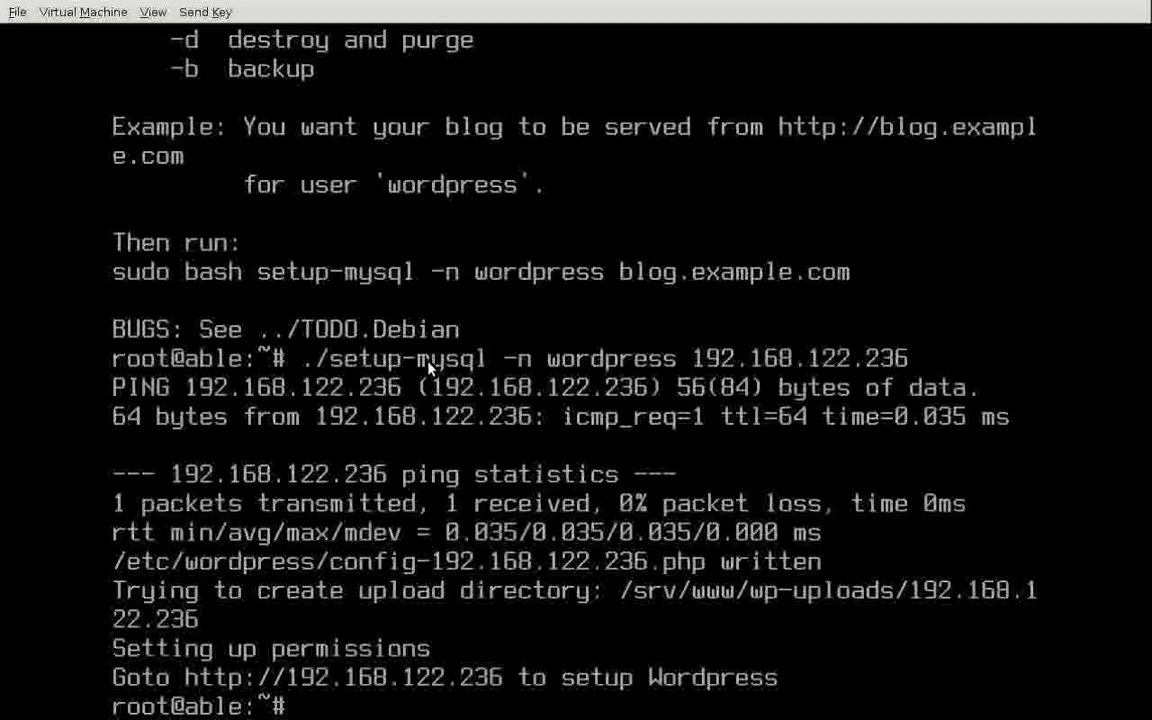 File Virtual Machine View Send Key
-d destroy and purge
-b backup
Example: You want your blog to be served from http://blog.exampl
e.com
for user `wordpress`.
Then run:
sudo bash setup-mysql -n wordpress blog.example.com
BUGS: See ../TODO.Debian
root@able:~# ./setup-mysql -n wordpress 192.168.122.236
PING 192.168.122.236 (192.168.122.236) 56(84) bytes of data.
64 bytes from 192.168.122.236: icmp_req=1 ttl=64 time=0.035 ms
--- 192.168.122.236 ping statistics ---
1 packets transmitted, 1 received, 0% packet loss, time 0ms
rtt min/avg/max/mdev = 0.035/0.035/0.035/0.000 ms
/etc/wordpress/config-192.168.122.236.php written
Trying to create upload directory: /srv/www/wp-uploads/192.168.1
22.236
Setting up permissions
Goto http://192.168.122.236 to setup Wordpress
root@able:~#